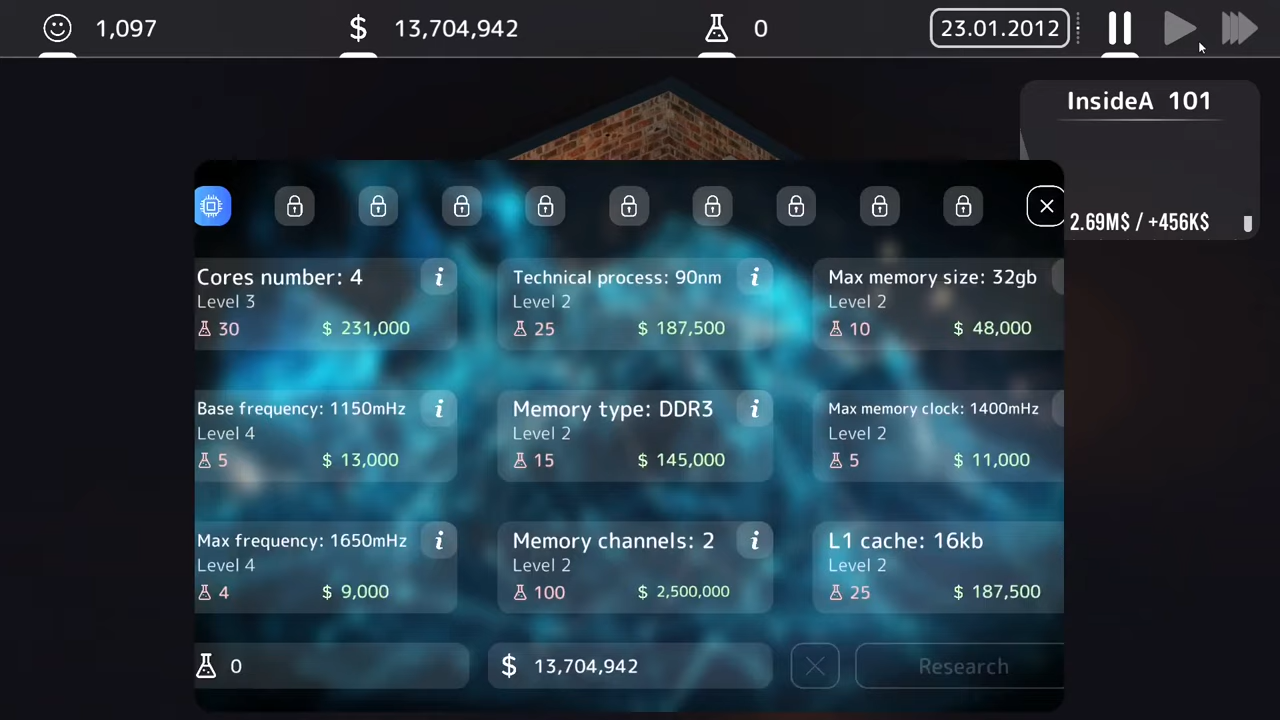 1,097
$ 13,704,942
0
23.01.2012
InsideA 101
2.69M$ / +456K$
Cores number: 4
Level 3
30 $ 231,000
Technical process: 90nm
Level 2
25 $ 187,500
Max memory size: 32gb
Level 2
10 $ 48,000
Base frequency: 1150mHz
Level 4
5 $ 13,000
Memory type: DDR3
Level 2
15 $ 145,000
Max memory clock: 1400mHz
Level 2
5 $ 11,000
Max frequency: 1650mHz
Level 4
4 $ 9,000
Memory channels: 2
Level 2
100 $ 2,500,000
L1 cache: 16kb
Level 2
25 $ 187,500
0
$ 13,704,942
Research